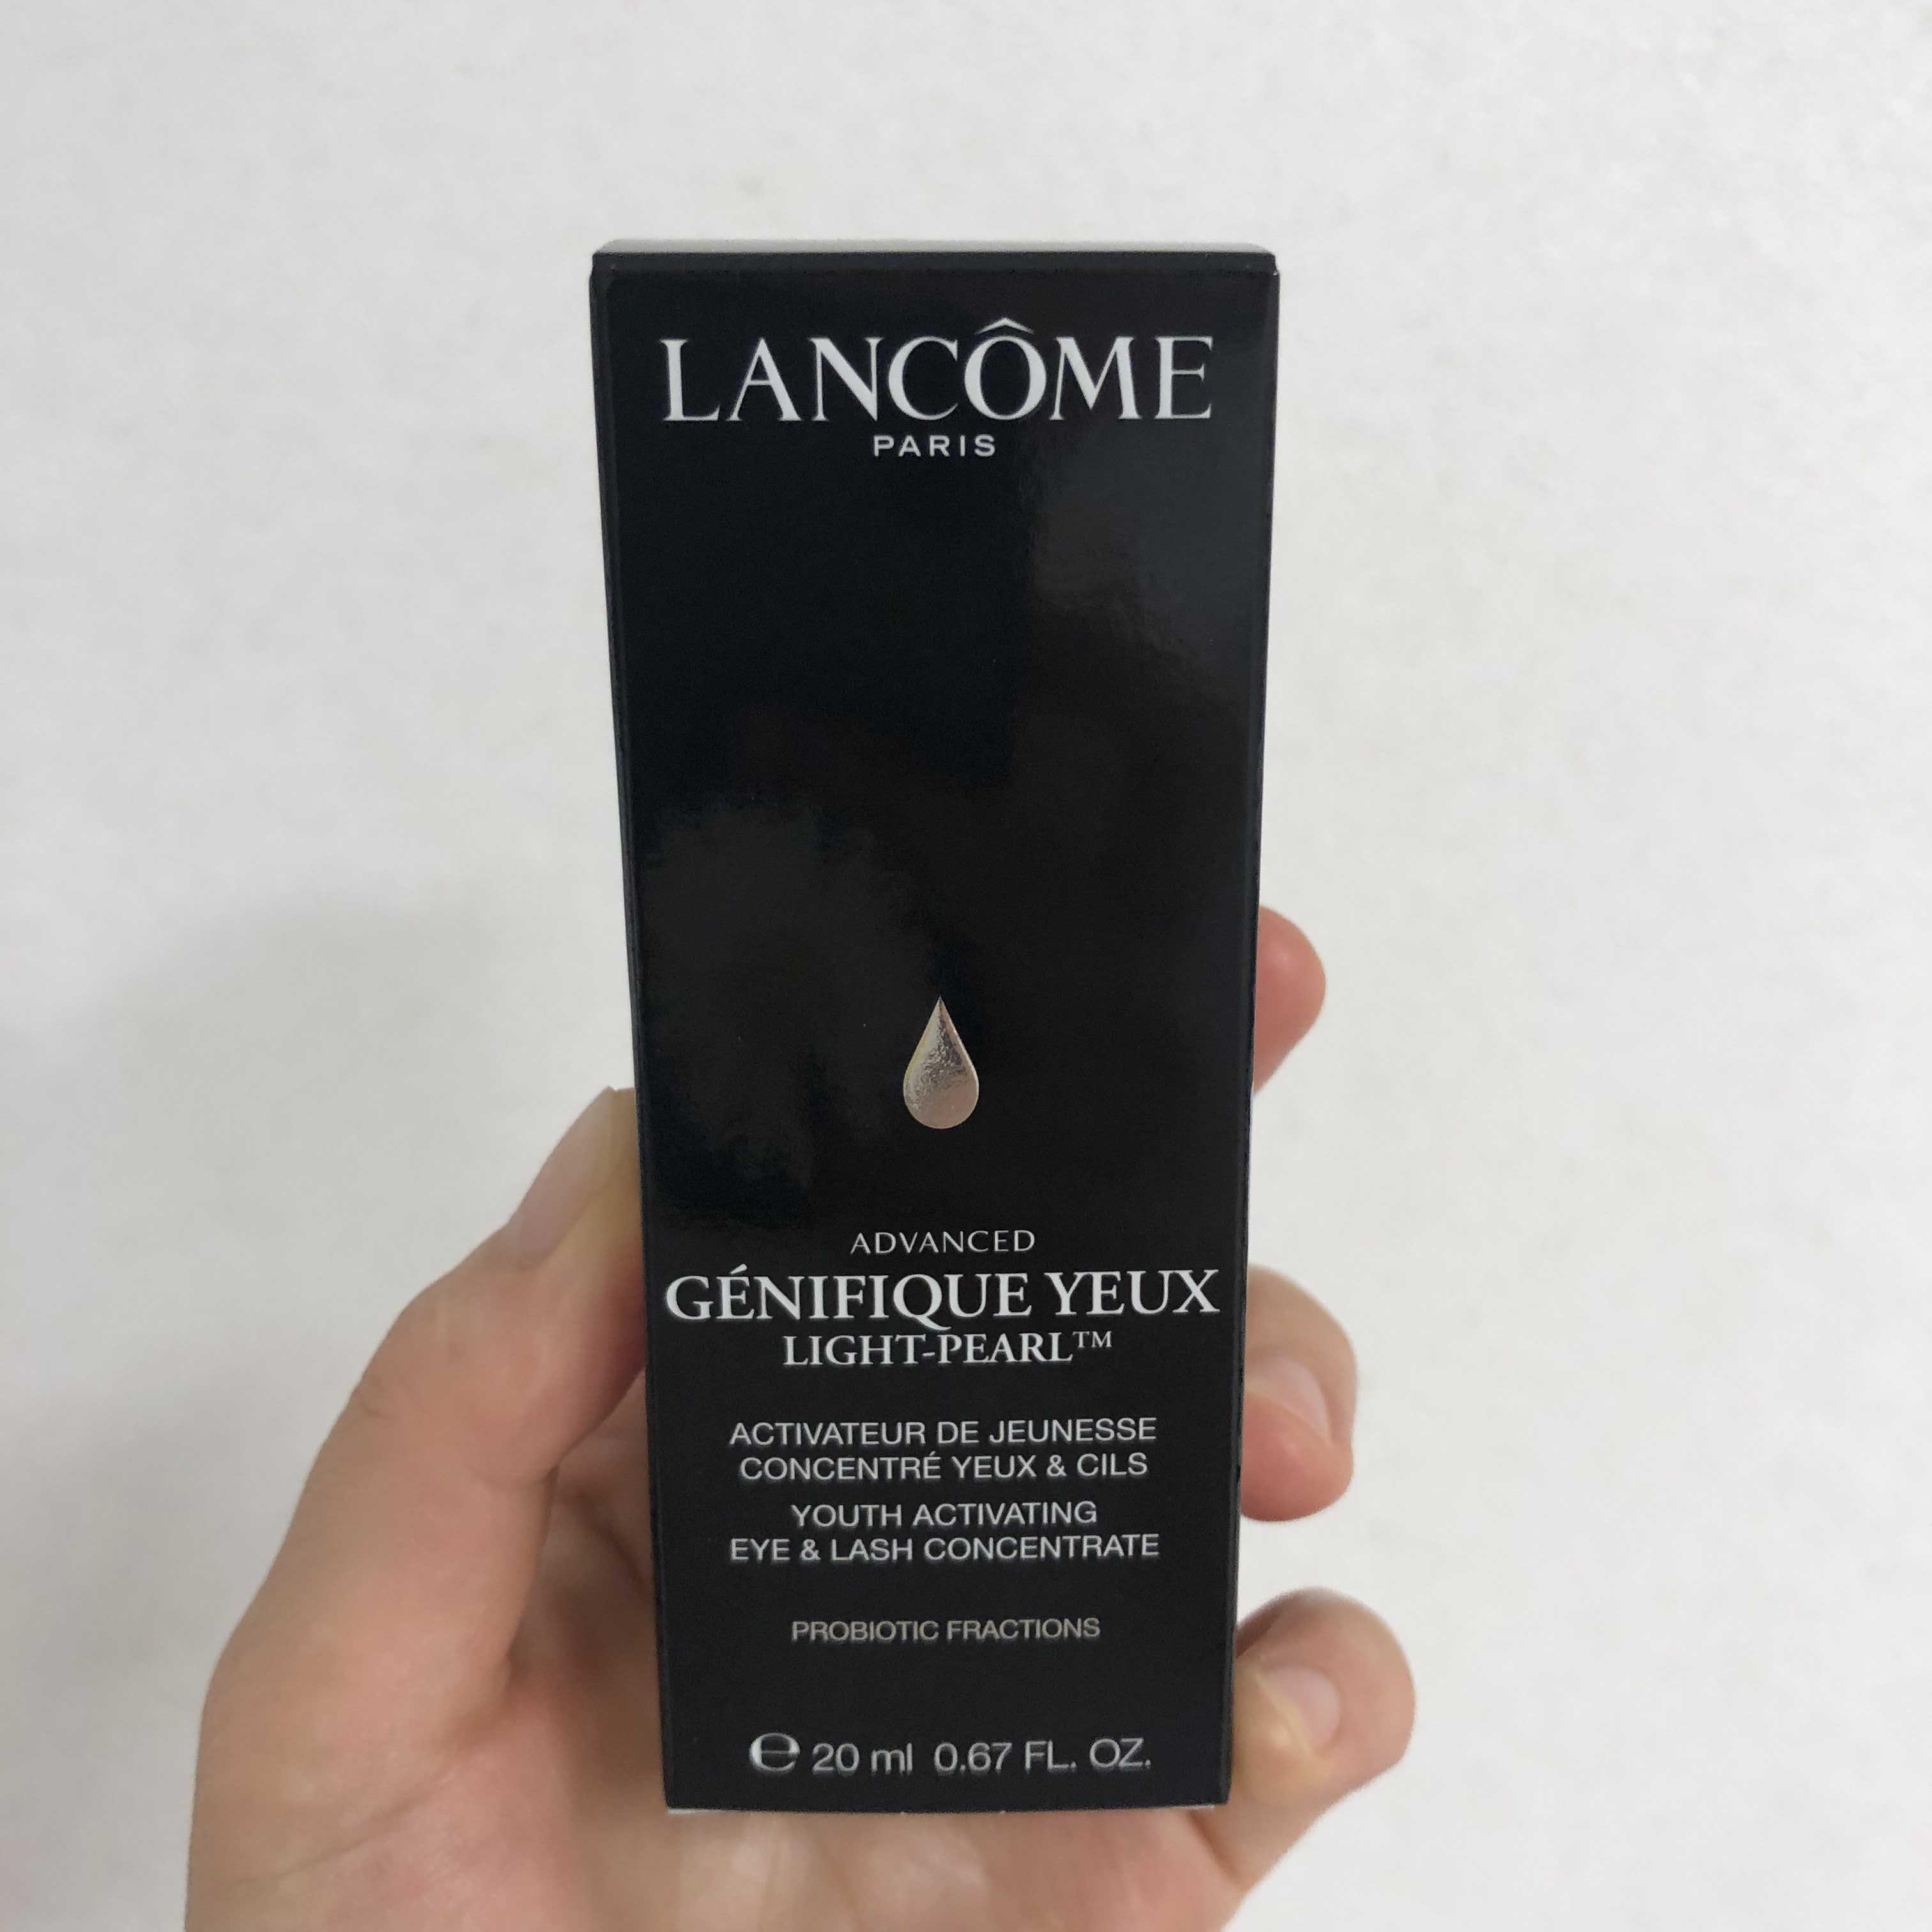 LANCÔME
PARIS
ADVANCED
GÉNIFIQUE YEUX
LIGHT-PEARL™
ACTIVATEUR DE JEUNESSE
CONCENTRÉ YEUX & CILS
YOUTH ACTIVATING
EYE & LASH CONCENTRATE
PROBIOTIC FRACTIONS
℮ 20 ml 0.67 FL. OZ.